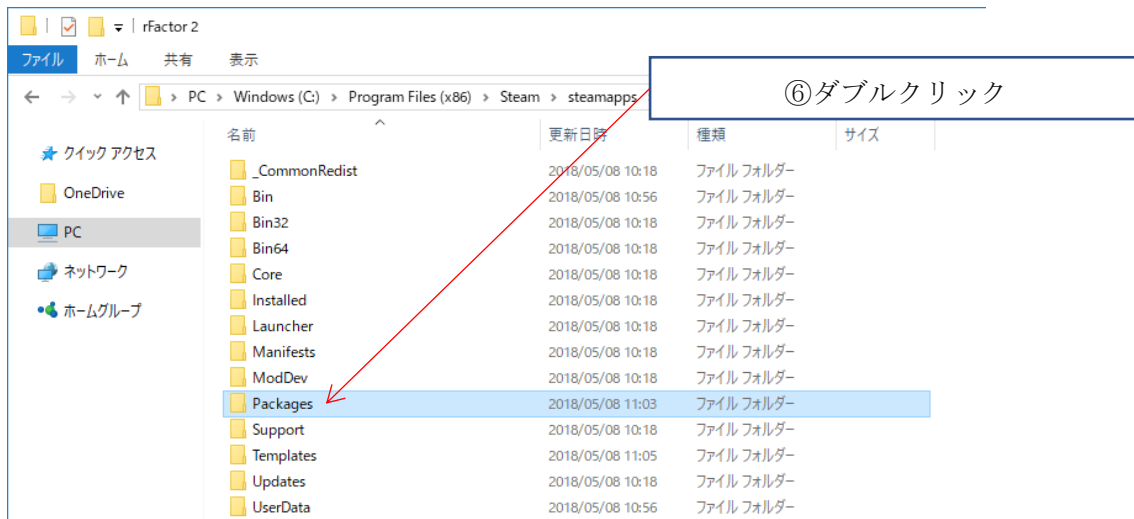 rFactor 2
ファイル ホーム 共有 表示
PC > Windows (C:) > Program Files (x86) > Steam > steamapps
⑥ダブルクリック
名前 更新日時 種類 サイズ
クイック アクセス
OneDrive
PC
ネットワーク
ホームグループ
_CommonRedist 2018/05/08 10:18 ファイル フォルダー
Bin 2018/05/08 10:56 ファイル フォルダー
Bin32 2018/05/08 10:18 ファイル フォルダー
Bin64 2018/05/08 10:18 ファイル フォルダー
Core 2018/05/08 10:18 ファイル フォルダー
Installed 2018/05/08 10:18 ファイル フォルダー
Launcher 2018/05/08 10:18 ファイル フォルダー
Manifests 2018/05/08 10:18 ファイル フォルダー
ModDev 2018/05/08 10:18 ファイル フォルダー
Packages 2018/05/08 11:03 ファイル フォルダー
Support 2018/05/08 10:18 ファイル フォルダー
Templates 2018/05/08 11:05 ファイル フォルダー
Updates 2018/05/08 10:18 ファイル フォルダー
UserData 2018/05/08 10:56 ファイル フォルダー